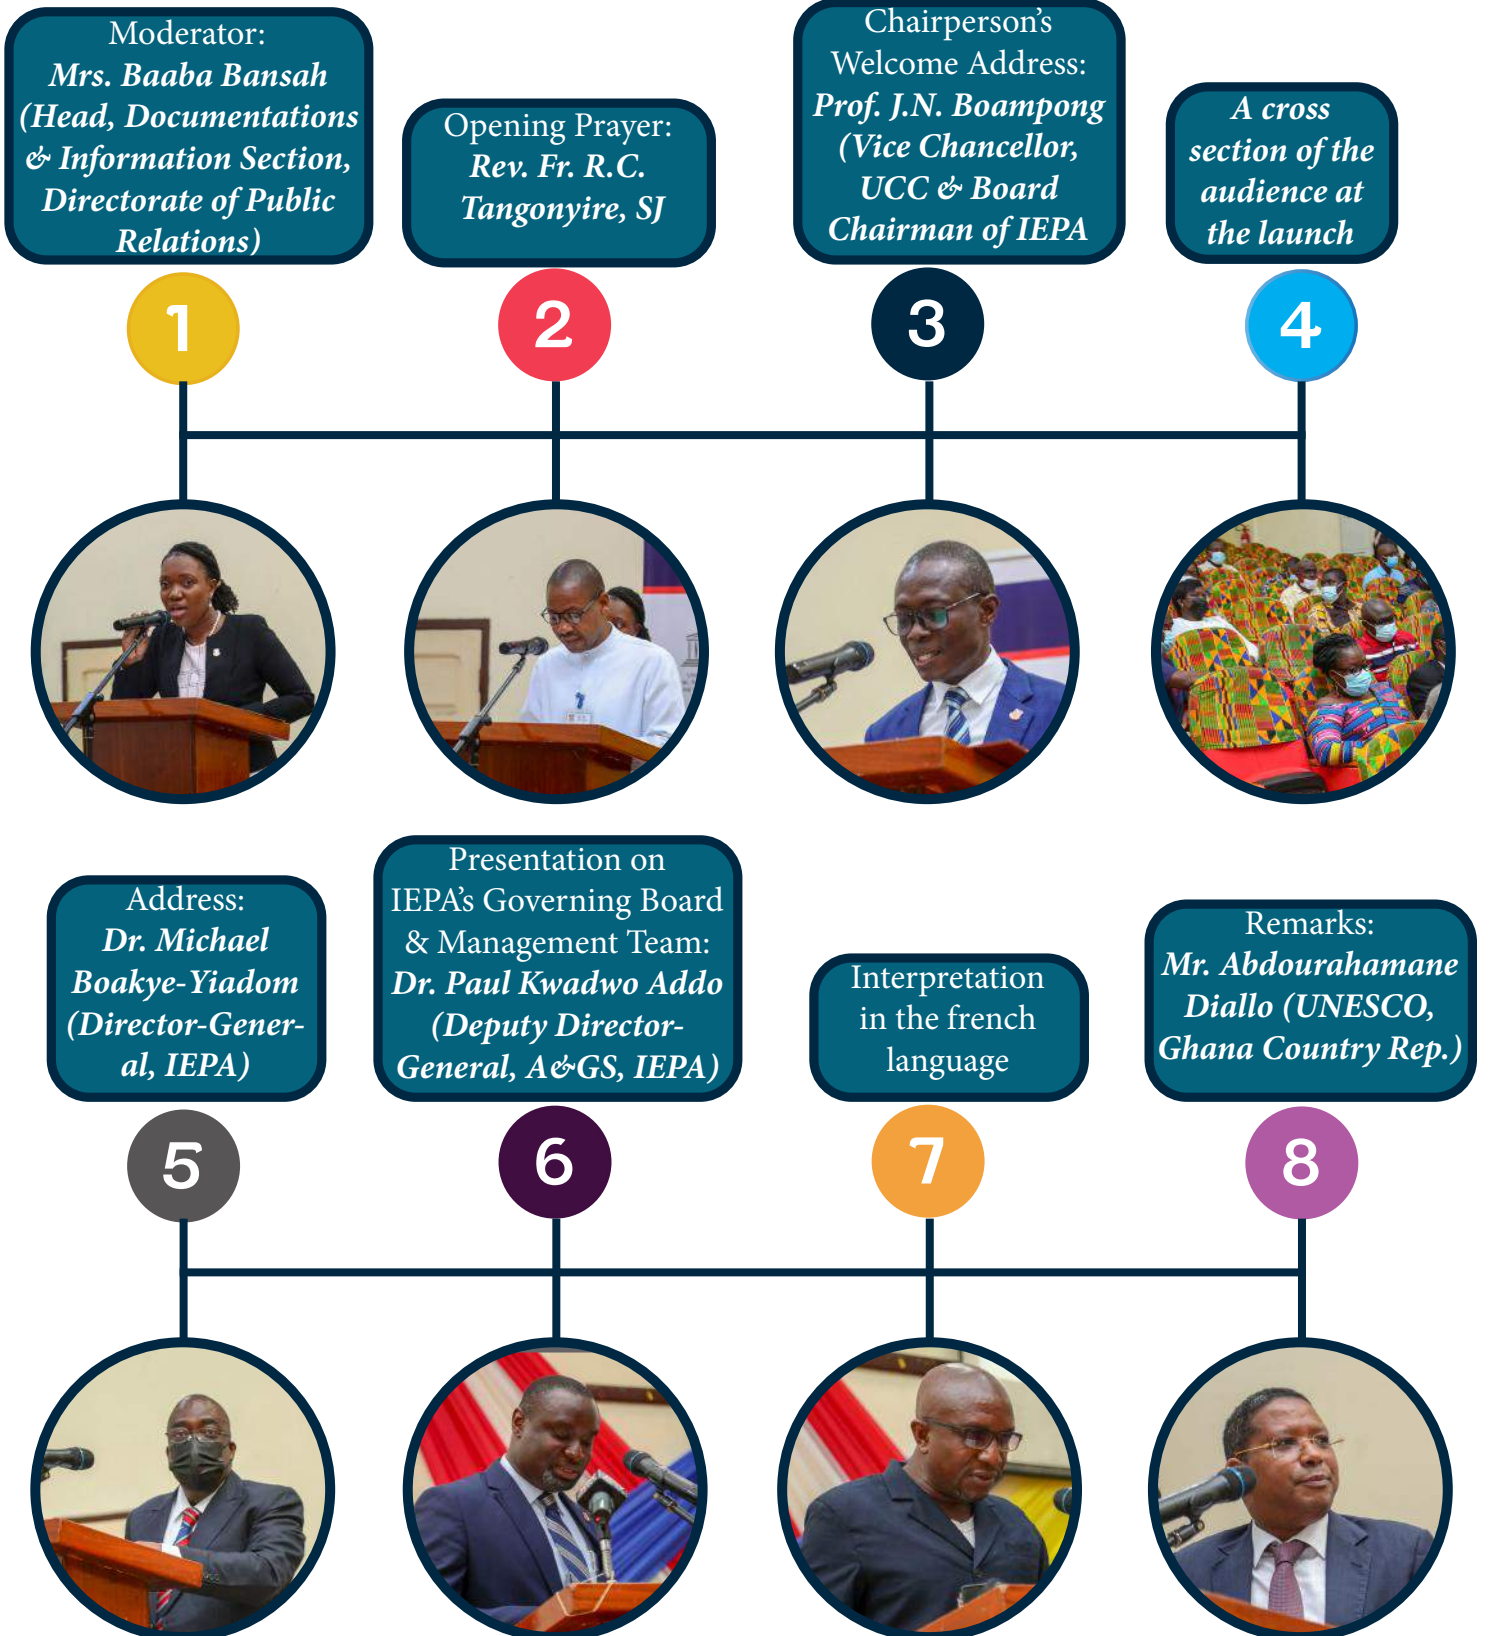 Moderator:
Mrs. Baaba Bansah
(Head, Documentations
& Information Section,
Directorate of Public
Relations)
Opening Prayer:
Rev. Fr. R.C.
Tangonyire, SJ
Chairperson's
Welcome Address:
Prof. J.N. Boampong
(Vice Chancellor,
UCC & Board
Chairman of IEPA
A cross
section of the
audience at
the launch
1
2
3
4
Address:
Dr. Michael
Boakye-Yiadom
(Director-Gener-
al, IEPA)
Presentation on
IEPA's Governing Board
& Management Team:
Dr. Paul Kwadwo Addo
(Deputy Director-
General, A&GS, IEPA)
Interpretation
in the french
language
Remarks:
Mr. Abdourahamane
Diallo (UNESCO,
Ghana Country Rep.)
5
6
7
8